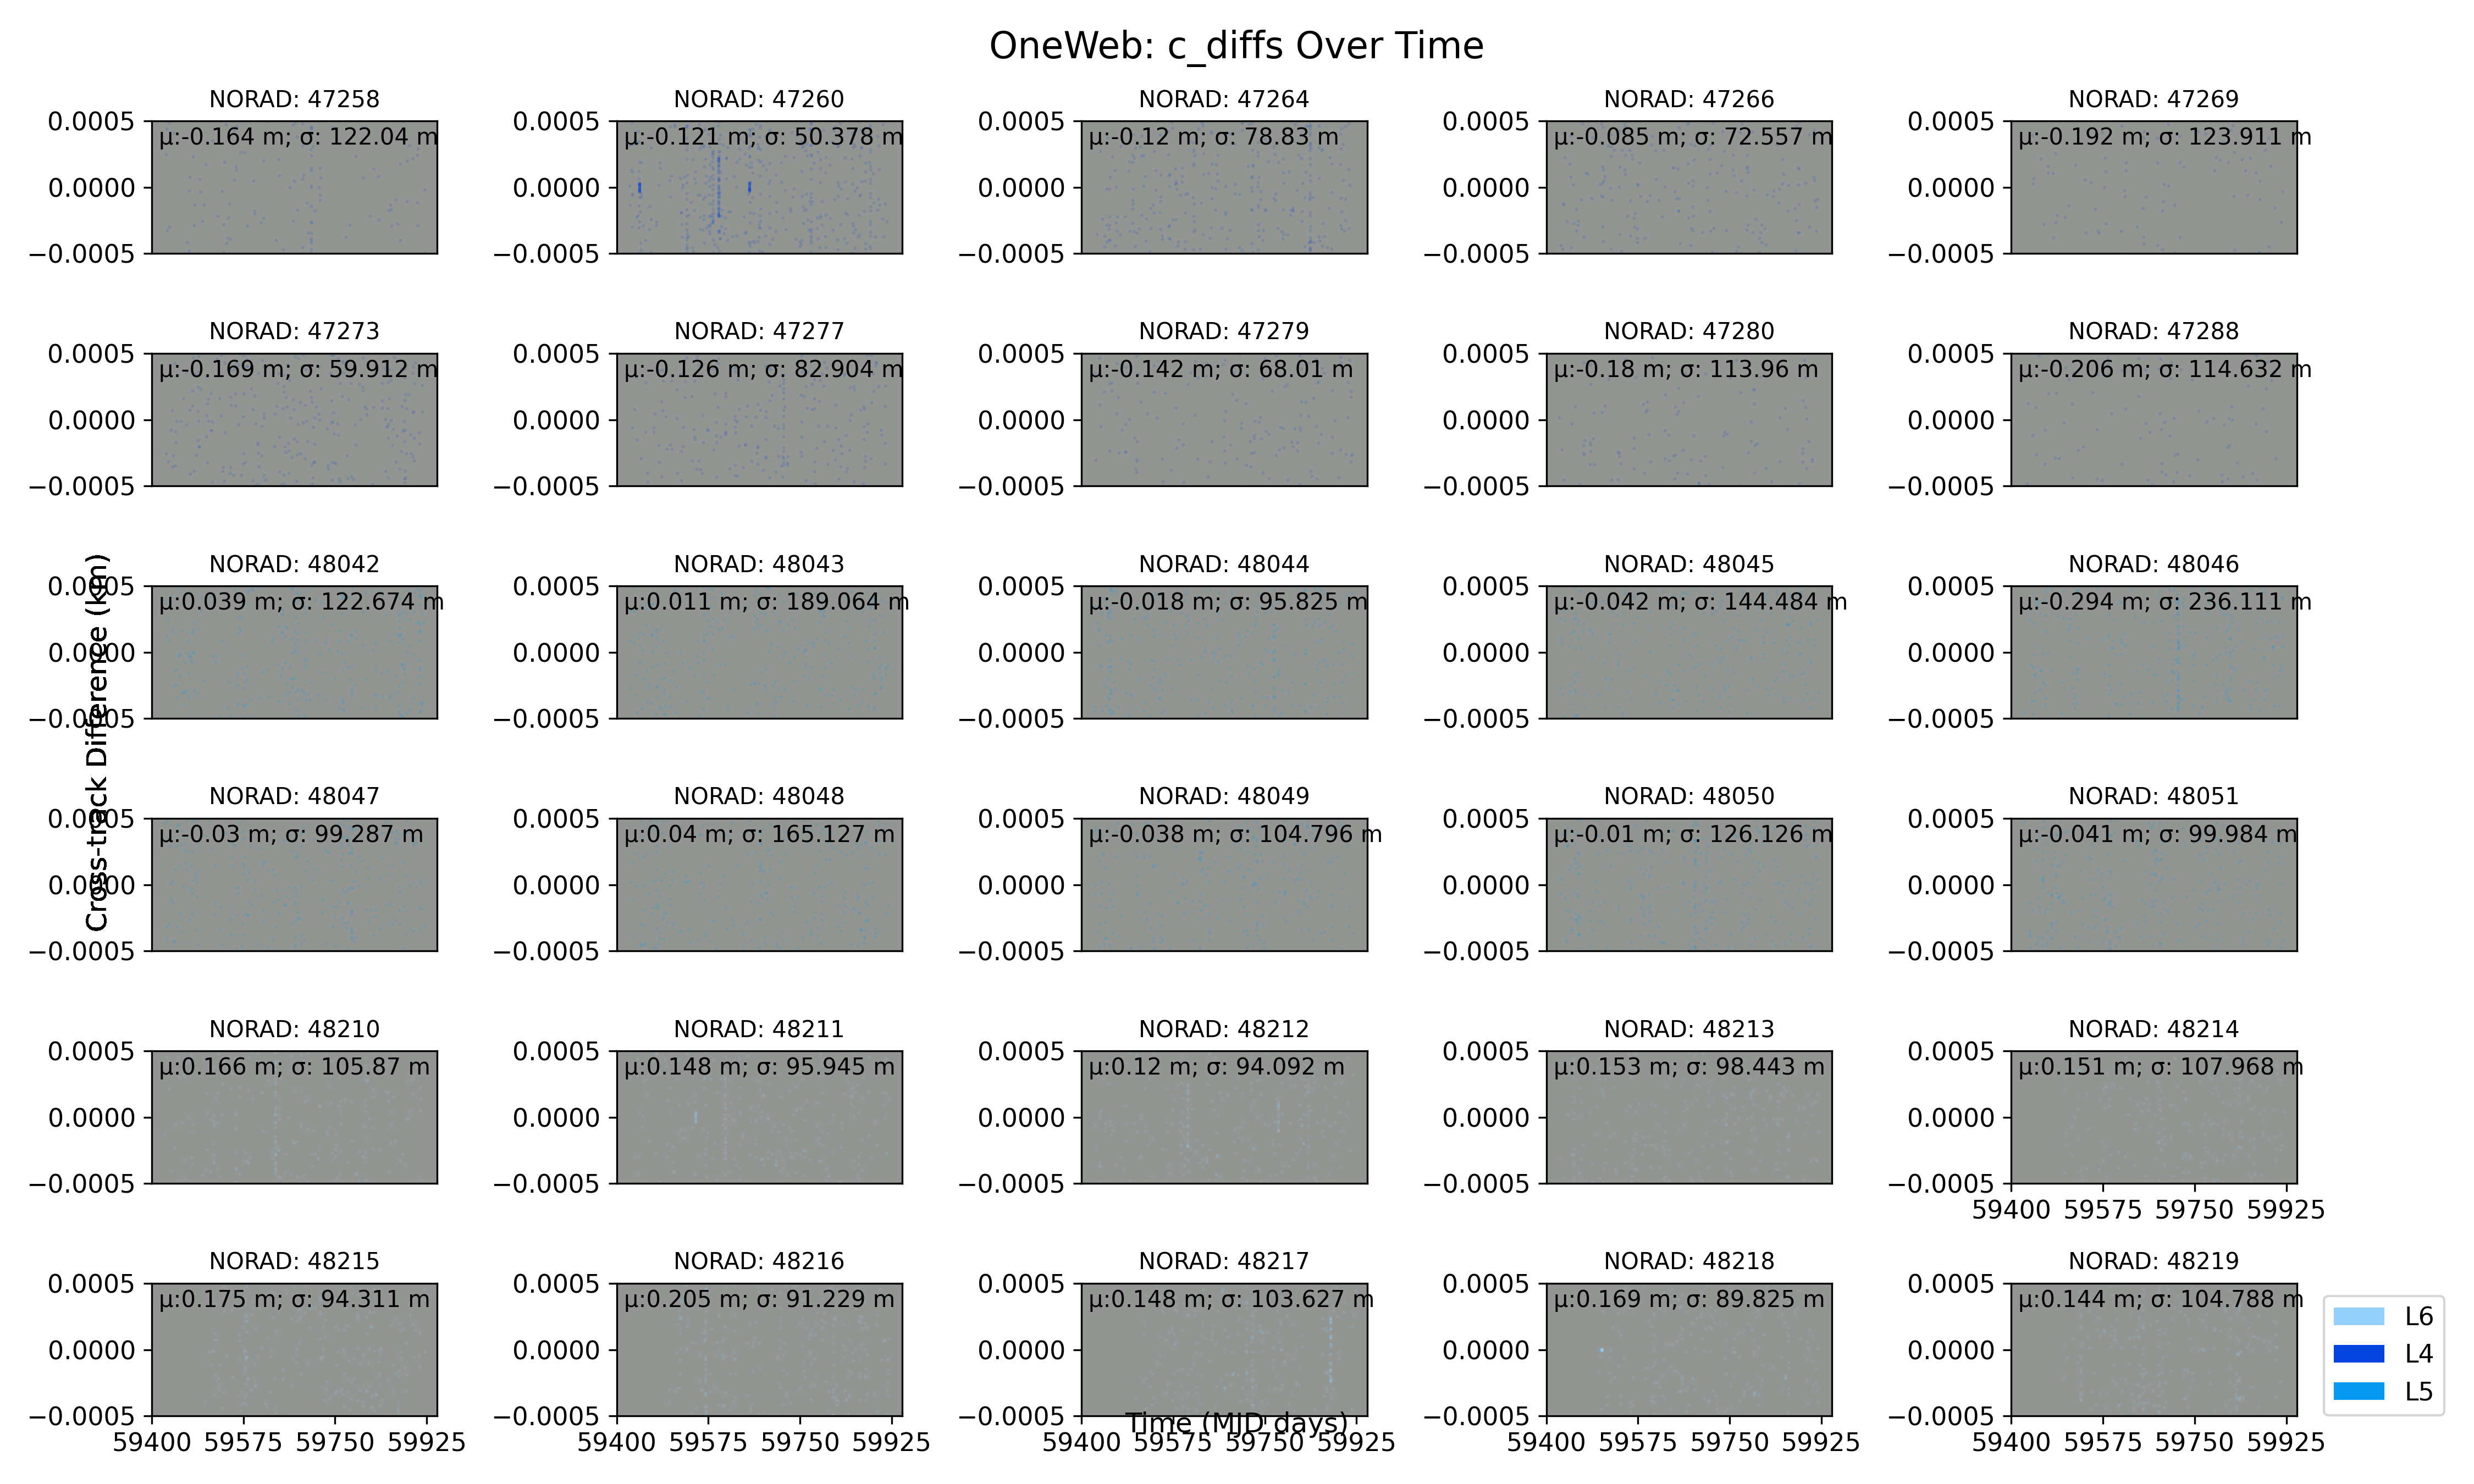 OneWeb: c_diffs Over Time
NORAD: 47258 NORAD: 47260 NORAD: 47264 NORAD: 47266 NORAD: 47269
0.0005 0.0005 0.0005 0.0005 0.0005
μ:-0.164 m; σ: 122.04 m μ:-0.121 m; σ: 50.378 m μ:-0.12 m; σ: 78.83 m μ:-0.085 m; σ: 72.557 m μ:-0.192 m; σ: 123.911 m
0.0000 0.0000 0.0000 0.0000 0.0000
−0.0005 −0.0005 −0.0005 −0.0005 −0.0005
NORAD: 47273 NORAD: 47277 NORAD: 47279 NORAD: 47280 NORAD: 47288
0.0005 0.0005 0.0005 0.0005 0.0005
μ:-0.169 m; σ: 59.912 m μ:-0.126 m; σ: 82.904 m μ:-0.142 m; σ: 68.01 m μ:-0.18 m; σ: 113.96 m μ:-0.206 m; σ: 114.632 m
0.0000 0.0000 0.0000 0.0000 0.0000
−0.0005 −0.0005 −0.0005 −0.0005 −0.0005
Cross-track Difference (km)
NORAD: 48042 NORAD: 48043 NORAD: 48044 NORAD: 48045 NORAD: 48046
0.0005 0.0005 0.0005 0.0005 0.0005
μ:0.039 m; σ: 122.674 m μ:0.011 m; σ: 189.064 m μ:-0.018 m; σ: 95.825 m μ:-0.042 m; σ: 144.484 m μ:-0.294 m; σ: 236.111 m
0.0000 0.0000 0.0000 0.0000 0.0000
−0.0005 −0.0005 −0.0005 −0.0005 −0.0005
NORAD: 48047 NORAD: 48048 NORAD: 48049 NORAD: 48050 NORAD: 48051
0.0005 0.0005 0.0005 0.0005 0.0005
μ:-0.03 m; σ: 99.287 m μ:0.04 m; σ: 165.127 m μ:-0.038 m; σ: 104.796 m μ:-0.01 m; σ: 126.126 m μ:-0.041 m; σ: 99.984 m
0.0000 0.0000 0.0000 0.0000 0.0000
−0.0005 −0.0005 −0.0005 −0.0005 −0.0005
NORAD: 48210 NORAD: 48211 NORAD: 48212 NORAD: 48213 NORAD: 48214
0.0005 0.0005 0.0005 0.0005 0.0005
μ:0.166 m; σ: 105.87 m μ:0.148 m; σ: 95.945 m μ:0.12 m; σ: 94.092 m μ:0.153 m; σ: 98.443 m μ:0.151 m; σ: 107.968 m
0.0000 0.0000 0.0000 0.0000 0.0000
−0.0005 −0.0005 −0.0005 −0.0005 −0.0005
59400 59575 59750 59925
NORAD: 48215 NORAD: 48216 NORAD: 48217 NORAD: 48218 NORAD: 48219
0.0005 0.0005 0.0005 0.0005 0.0005
μ:0.175 m; σ: 94.311 m μ:0.205 m; σ: 91.229 m μ:0.148 m; σ: 103.627 m μ:0.169 m; σ: 89.825 m μ:0.144 m; σ: 104.788 m
0.0000 0.0000 0.0000 0.0000 0.0000
−0.0005 −0.0005 −0.0005 −0.0005 −0.0005
L6
L4
L5
Time (MJD days)
59400 59575 59750 59925 59400 59575 59750 59925 59400 59575 59750 59925 59400 59575 59750 59925 59400 59575 59750 59925